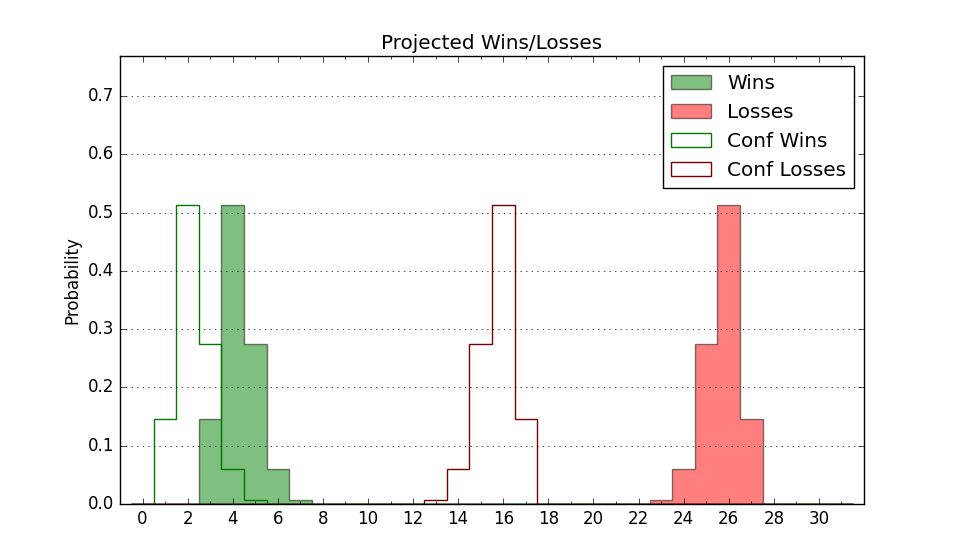 Projected Wins/Losses
Wins
Losses
Conf Wins
Conf Losses
Probability
0.7
0.6
0.5
0.4
0.3
0.2
0.1
0.0
0 2 4 6 8 10 12 14 16 18 20 22 24 26 28 30